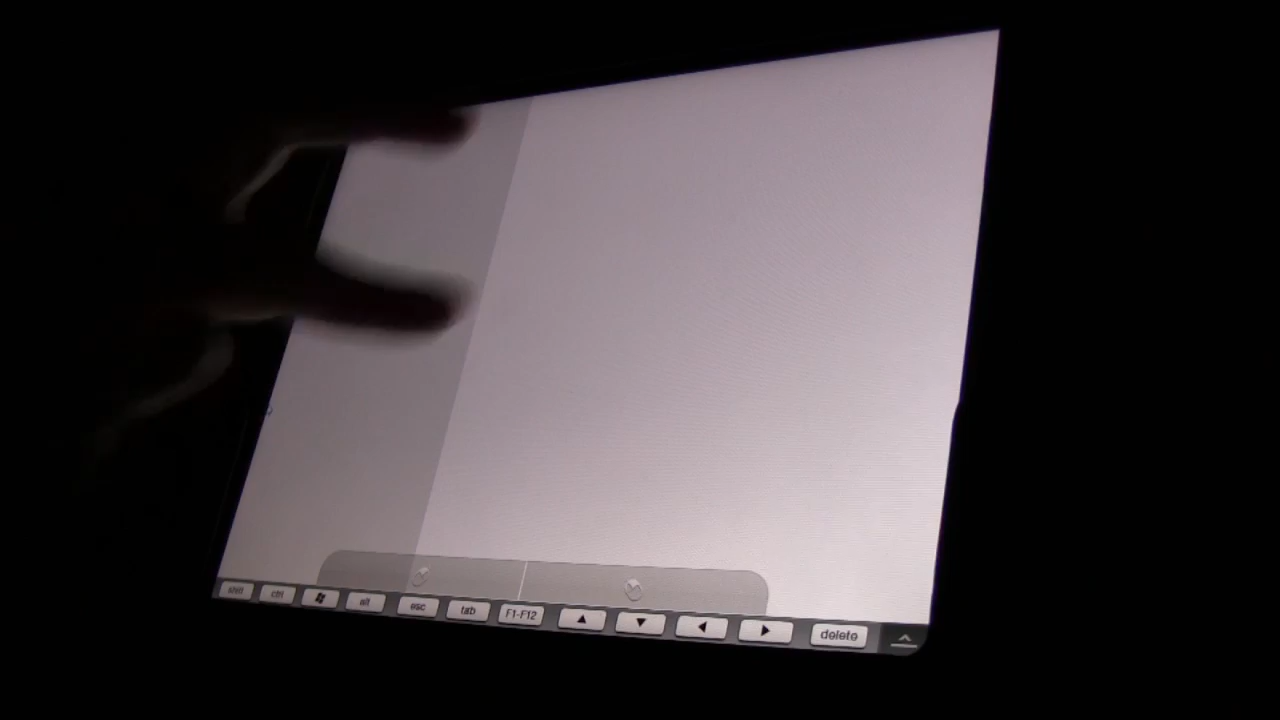 shift ctrl alt esc tab F1-F12 ▲ ▼ ◀ ▶ delete